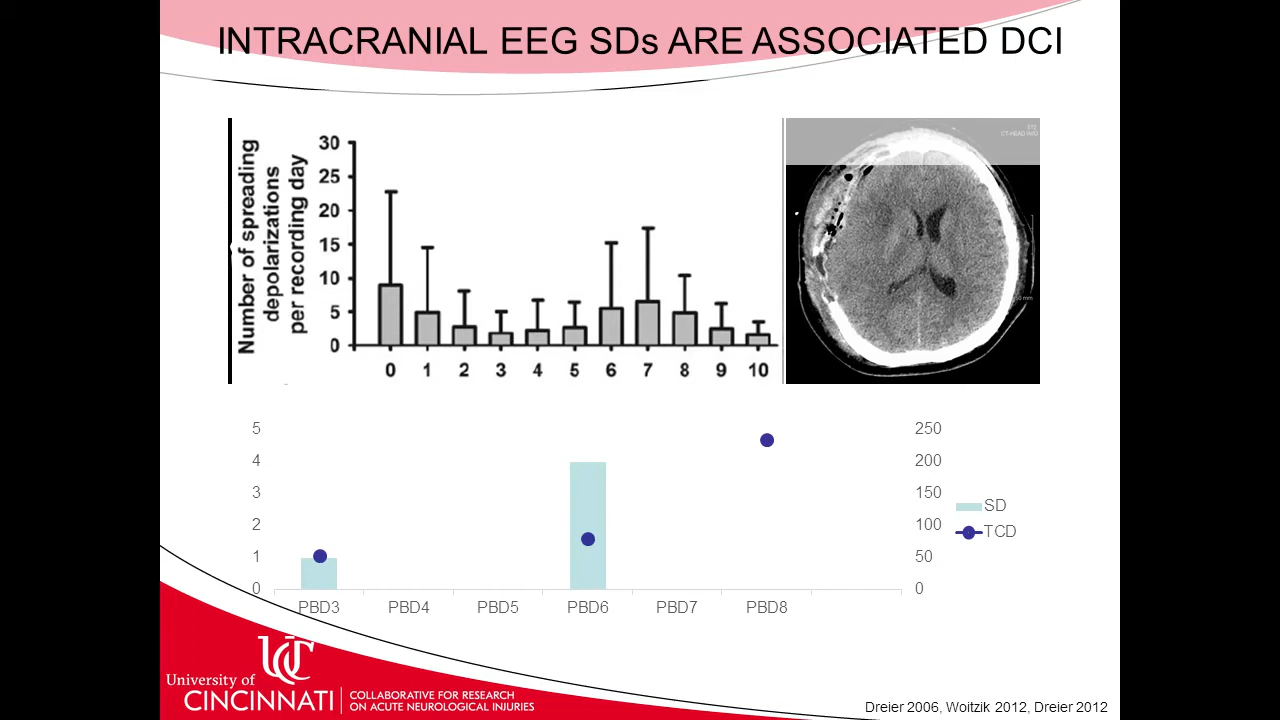 INTRACRANIAL EEG SDs ARE ASSOCIATED DCI
Number of spreading
depolarizations
per recording day
30
25
20
15
10
5
0
0 1 2 3 4 5 6 7 8 9 10
5
4
3
2
1
0
250
200
150
100
50
0
SD
TCD
PBD3 PBD4 PBD5 PBD6 PBD7 PBD8
UC
University of
CINCINNATI
COLLABORATIVE FOR RESEARCH
ON ACUTE NEUROLOGICAL INJURIES
Dreier 2006, Woitzik 2012, Dreier 2012